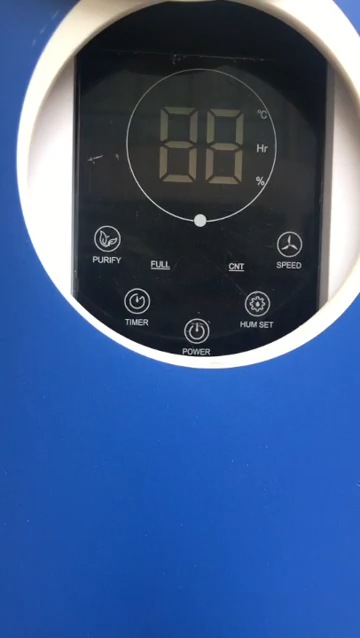 88
°C
Hr
%
PURIFY
FULL
CNT
SPEED
TIMER
HUM SET
POWER